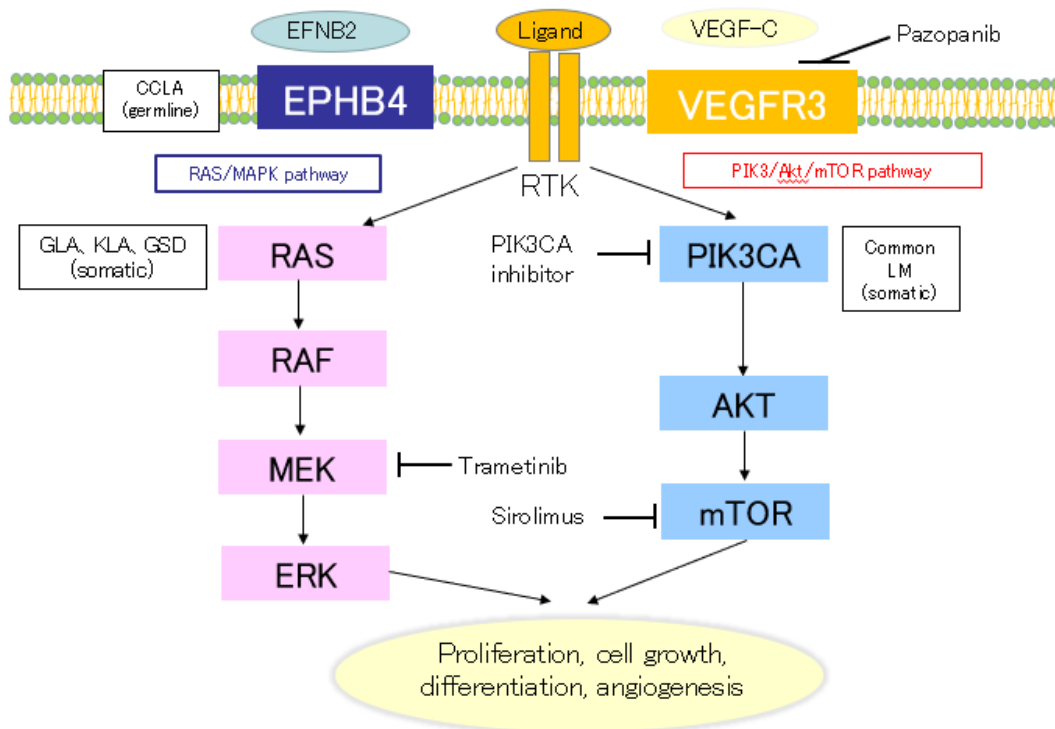 EFNB2
Ligand
VEGF-C
Pazopanib
CCLA
(germline)
EPHB4
VEGFR3
RAS/MAPK pathway
RTK
PIK3/Akt/mTOR pathway
GLA、KLA、GSD
(somatic)
RAS
PIK3CA
inhibitor
PIK3CA
Common
LM
(somatic)
RAF
AKT
MEK
Trametinib
Sirolimus
mTOR
ERK
Proliferation, cell growth,
differentiation, angiogenesis